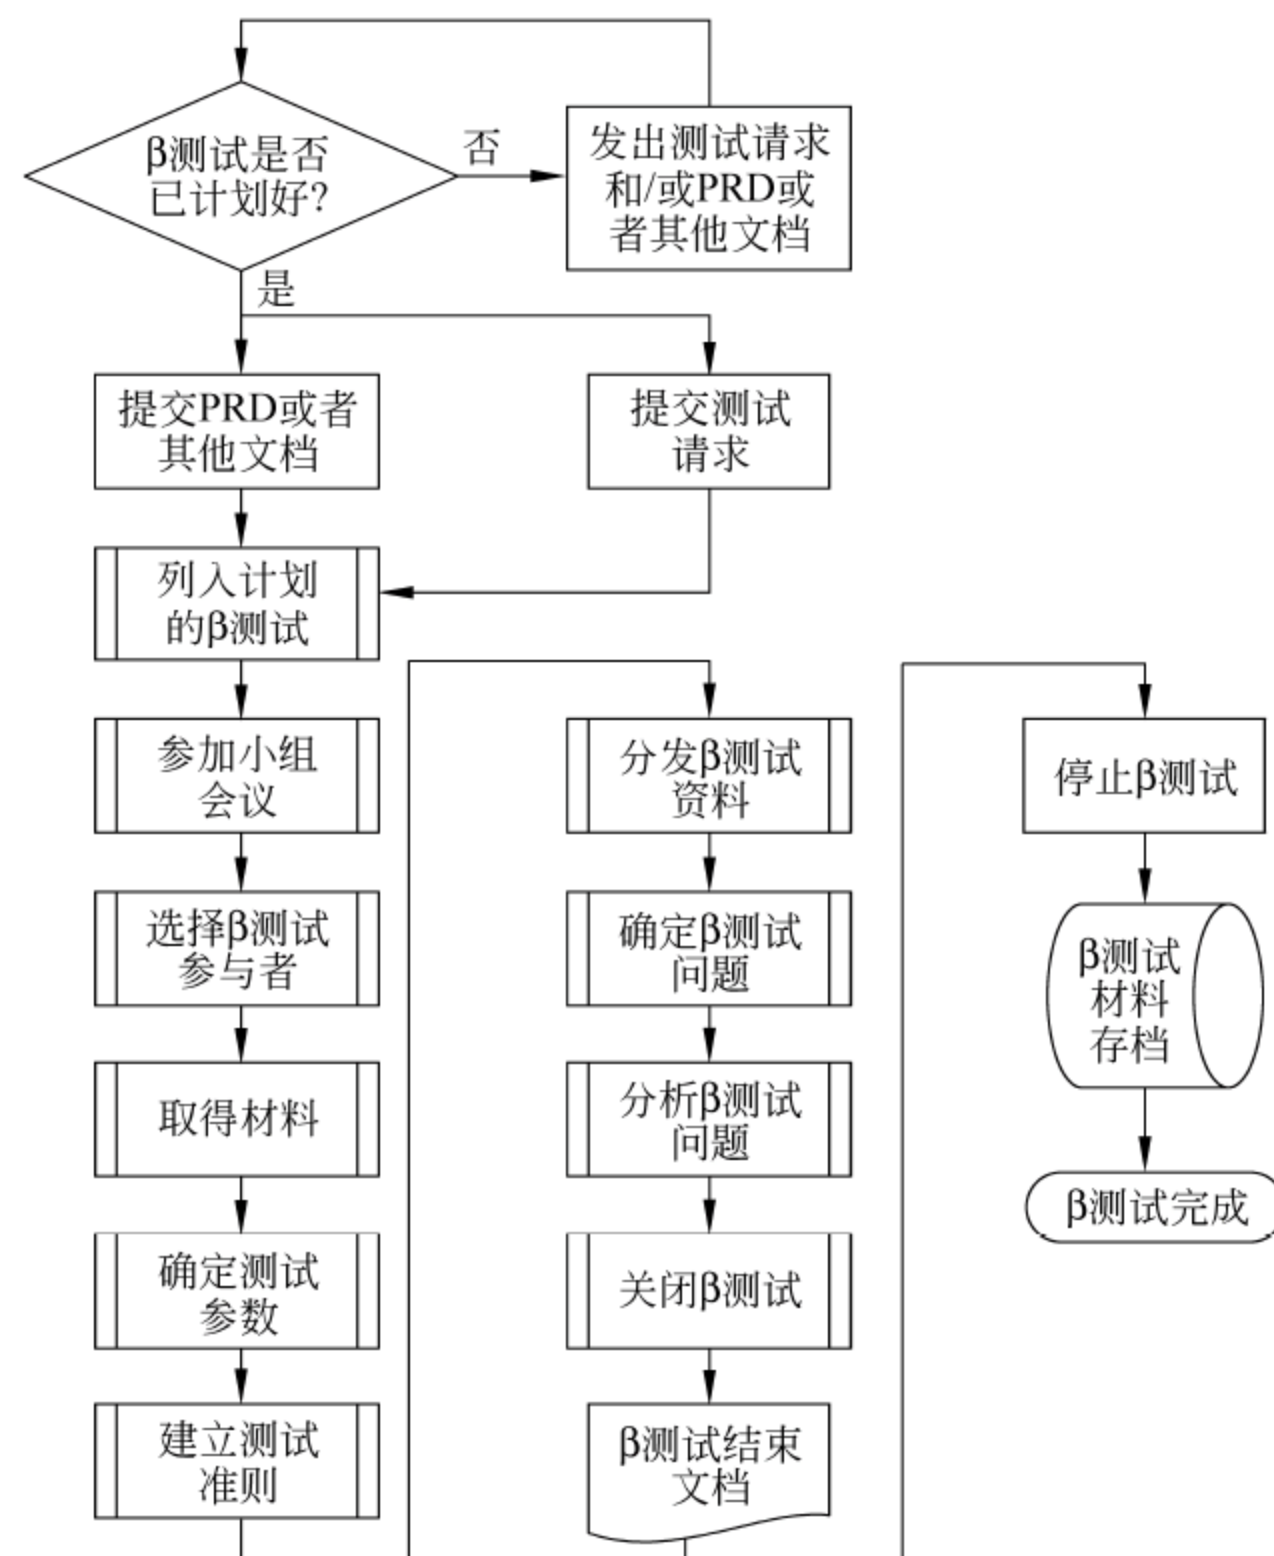 β测试是否
已计划好?
否
发出测试请求
和/或PRD或
者其他文档
是
提交PRD或者
其他文档
提交测试
请求
列入计划
的β测试
参加小组
会议
选择β测试
参与者
取得材料
确定测试
参数
建立测试
准则
分发β测试
资料
确定β测试
问题
分析β测试
问题
关闭β测试
β测试结束
文档
停止β测试
β测试
材料
存档
β测试完成